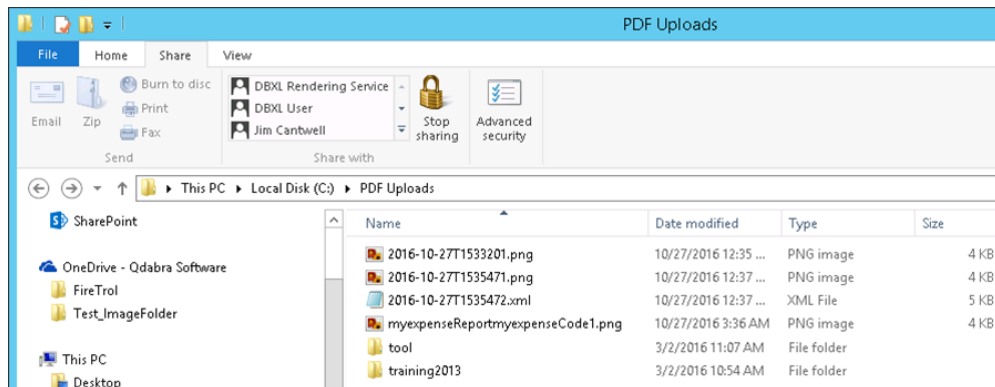 PDF Uploads
File Home Share View
Email Zip Burn to disc Print Fax
DBXL Rendering Service
DBXL User
Jim Cantwell
Stop sharing
Advanced security
Send Share with
This PC Local Disk (C:) PDF Uploads
SharePoint
OneDrive - Qdabra Software
FireTrol
Test_ImageFolder
This PC
Desktop
Name Date modified Type Size
2016-10-27T1533201.png 10/27/2016 12:35 ... PNG image 4 KB
2016-10-27T1535471.png 10/27/2016 12:37 ... PNG image 4 KB
2016-10-27T1535472.xml 10/27/2016 12:37 ... XML File 5 KB
myexpenseReportmyexpenseCode1.png 10/27/2016 3:36 AM PNG image 4 KB
tool 3/2/2016 11:07 AM File folder
training2013 3/2/2016 10:54 AM File folder